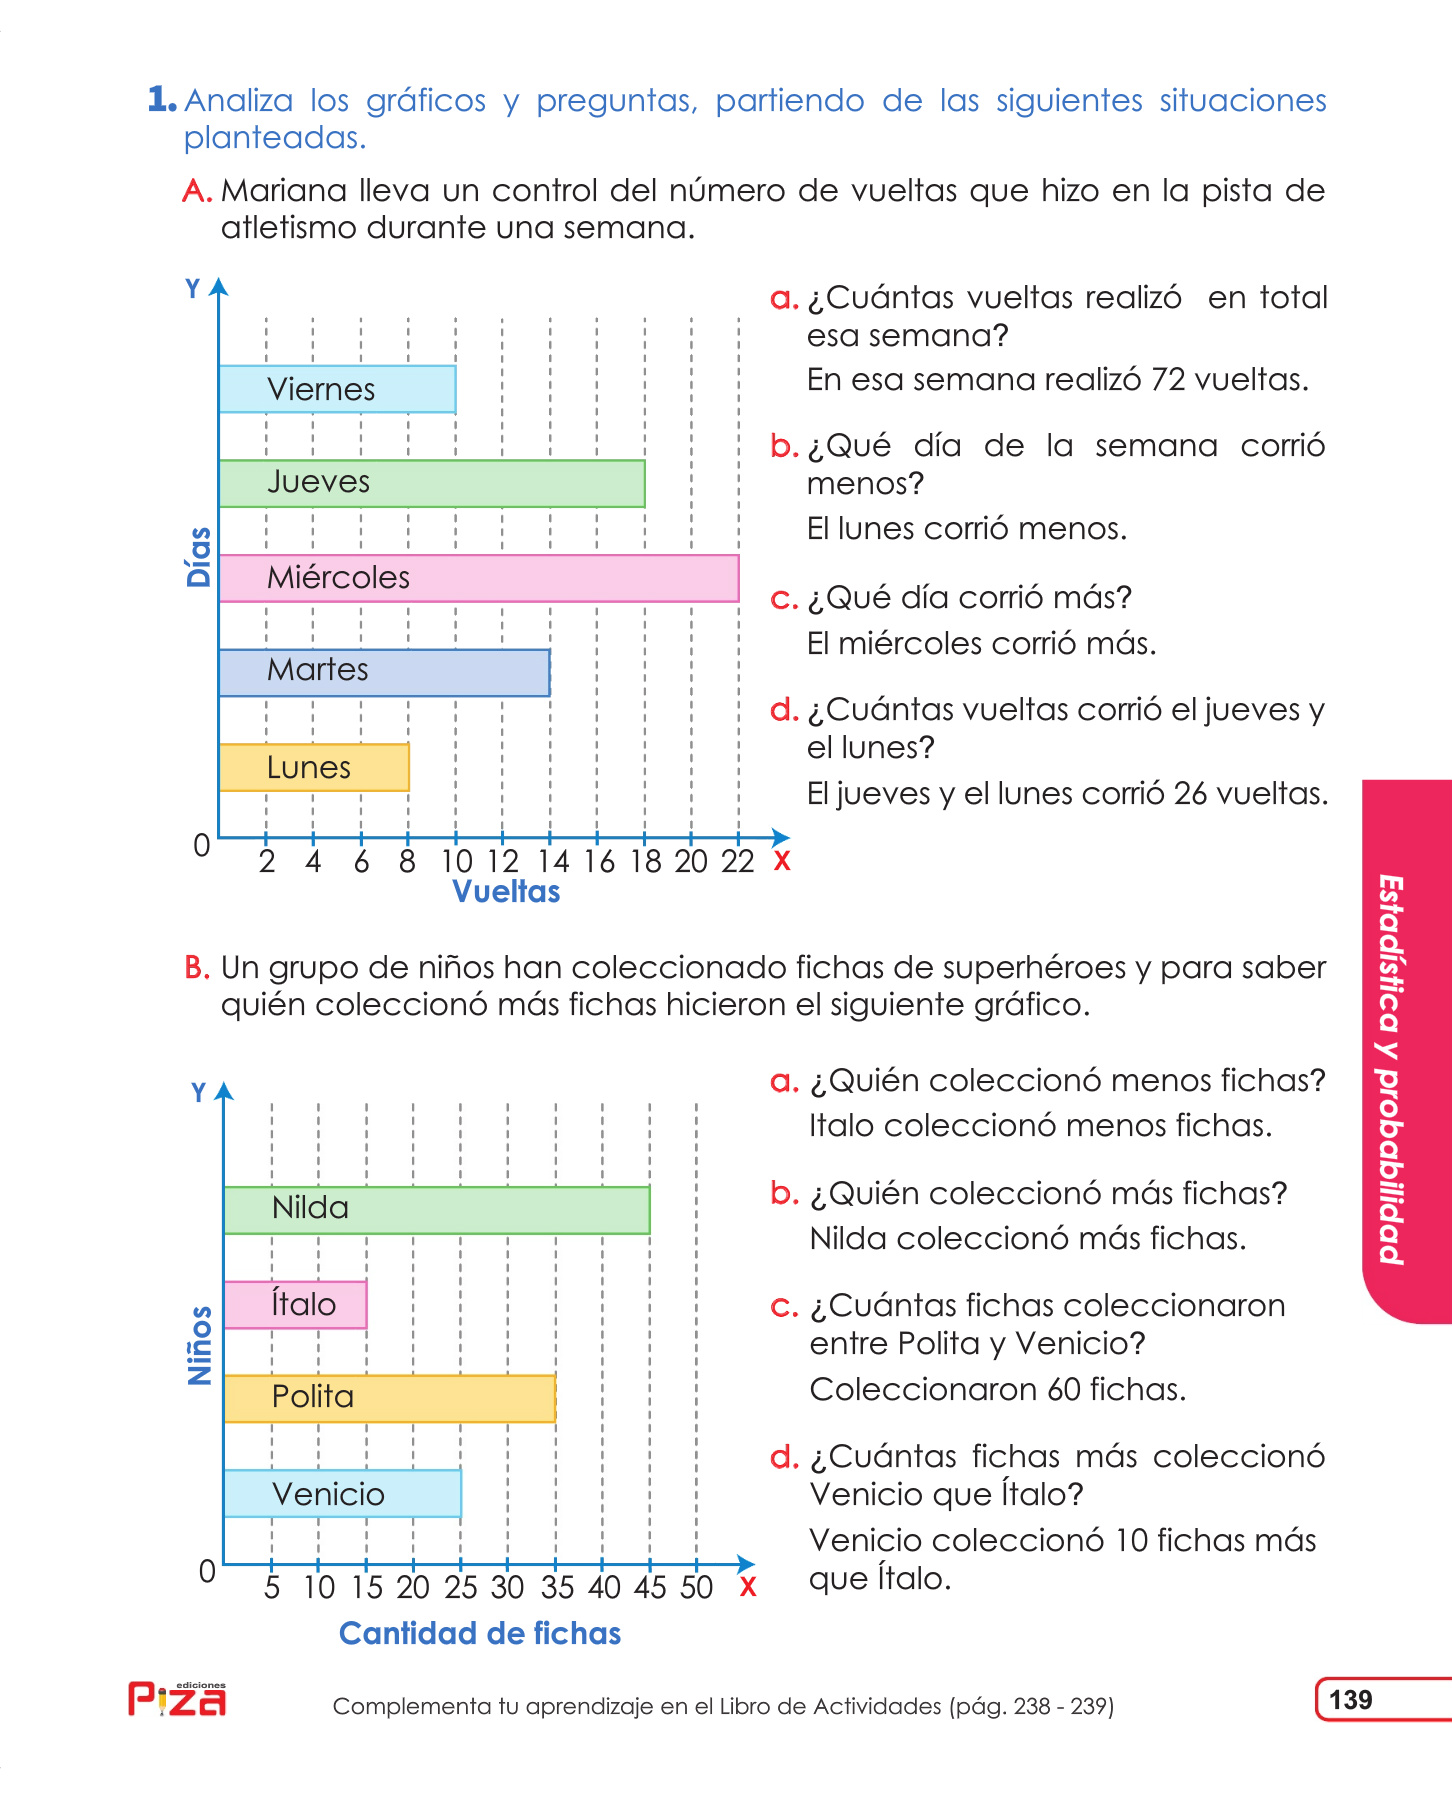 1. Analiza los gráficos y preguntas, partiendo de las siguientes situaciones
planteadas.
A. Mariana lleva un control del número de vueltas que hizo en la pista de
atletismo durante una semana.
Y
Viernes
Jueves
Miércoles
Martes
Lunes
Días
0
2 4 6 8 10 12 14 16 18 20 22 X
Vueltas
a. ¿Cuántas vueltas realizó en total
esa semana?
En esa semana realizó 72 vueltas.
b. ¿Qué día de la semana corrió
menos?
El lunes corrió menos.
c. ¿Qué día corrió más?
El miércoles corrió más.
d. ¿Cuántas vueltas corrió el jueves y
el lunes?
El jueves y el lunes corrió 26 vueltas.
B. Un grupo de niños han coleccionado fichas de superhéroes y para saber
quién coleccionó más fichas hicieron el siguiente gráfico.
Y
Nilda
Ítalo
Polita
Venicio
Niños
0
5 10 15 20 25 30 35 40 45 50 X
Cantidad de fichas
a. ¿Quién coleccionó menos fichas?
Italo coleccionó menos fichas.
b. ¿Quién coleccionó más fichas?
Nilda coleccionó más fichas.
c. ¿Cuántas fichas coleccionaron
entre Polita y Venicio?
Coleccionaron 60 fichas.
d. ¿Cuántas fichas más coleccionó
Venicio que Ítalo?
Venicio coleccionó 10 fichas más
que Ítalo.
Estadística y probabilidad
ediciones
Piza
Complementa tu aprendizaje en el Libro de Actividades (pág. 238 - 239)
139